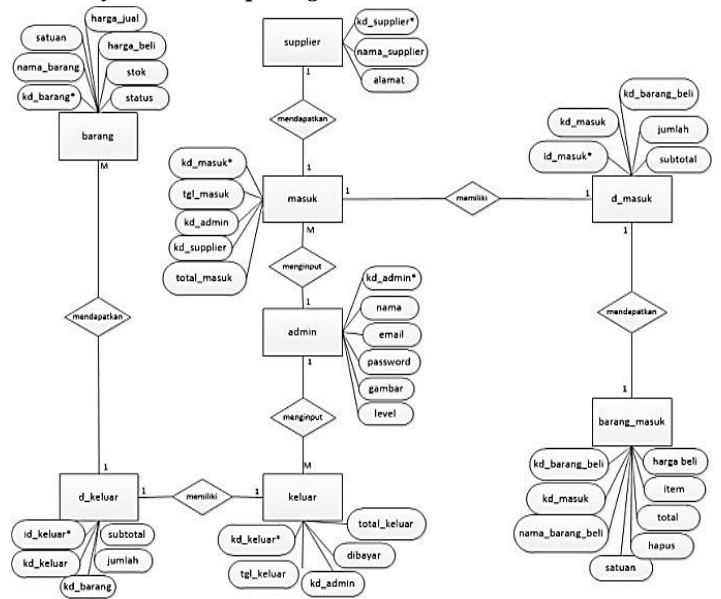 harga_jual
satuan
harga_beli
nama_barang
stok
kd_barang*
status
barang
M
kd_supplier*
supplier
nama_supplier
alamat
1
mendapatkan
1
kd_barang_beli
kd_masuk
jumlah
id_masuk*
subtotal
kd_masuk*
tgl_masuk
kd_admin
kd_supplier
total_masuk
masuk
1
memiliki
1
d_masuk
M
1
menginput
mendapatkan
mendapatkan
1
kd_admin*
nama
admin
email
password
gambar
level
1
menginput
1
barang_masuk
kd_barang_beli
harga beli
kd_masuk
item
nama_barang_beli
total
hapus
satuan
1
M
d_keluar
1
memiliki
1
keluar
id_keluar*
subtotal
kd_keluar
jumlah
kd_barang
kd_keluar*
total_keluar
dibayar
tgl_keluar
kd_admin